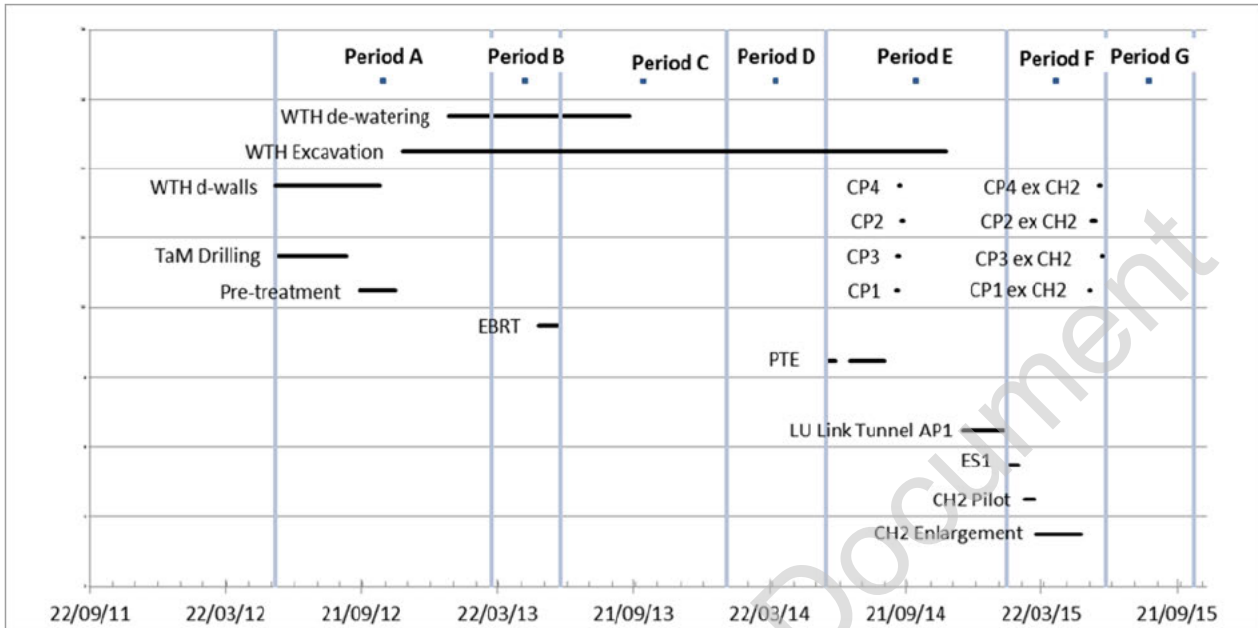 Period A Period B Period C Period D Period E Period F Period G
WTH de-watering
WTH Excavation
WTH d-walls CP4 CP4 ex CH2
CP2 CP2 ex CH2
TaM Drilling CP3 CP3 ex CH2
Pre-treatment CP1 CP1 ex CH2
EBRT
PTE
LU Link Tunnel AP1
ES1
CH2 Pilot
CH2 Enlargement
22/09/11 22/03/12 21/09/12 22/03/13 21/09/13 22/03/14 21/09/14 22/03/15 21/09/15
Document